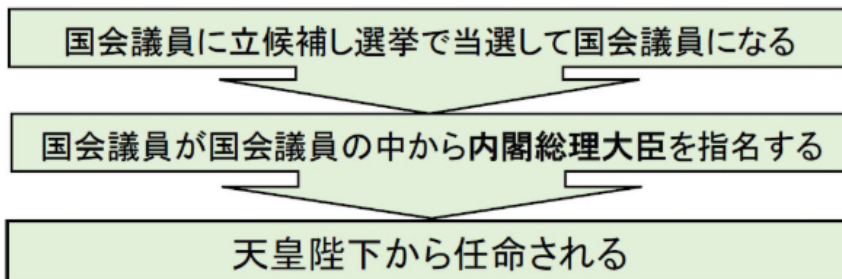 国会議員に立候補し選挙で当選して国会議員になる
国会議員が国会議員の中から内閣総理大臣を指名する
天皇陛下から任命される